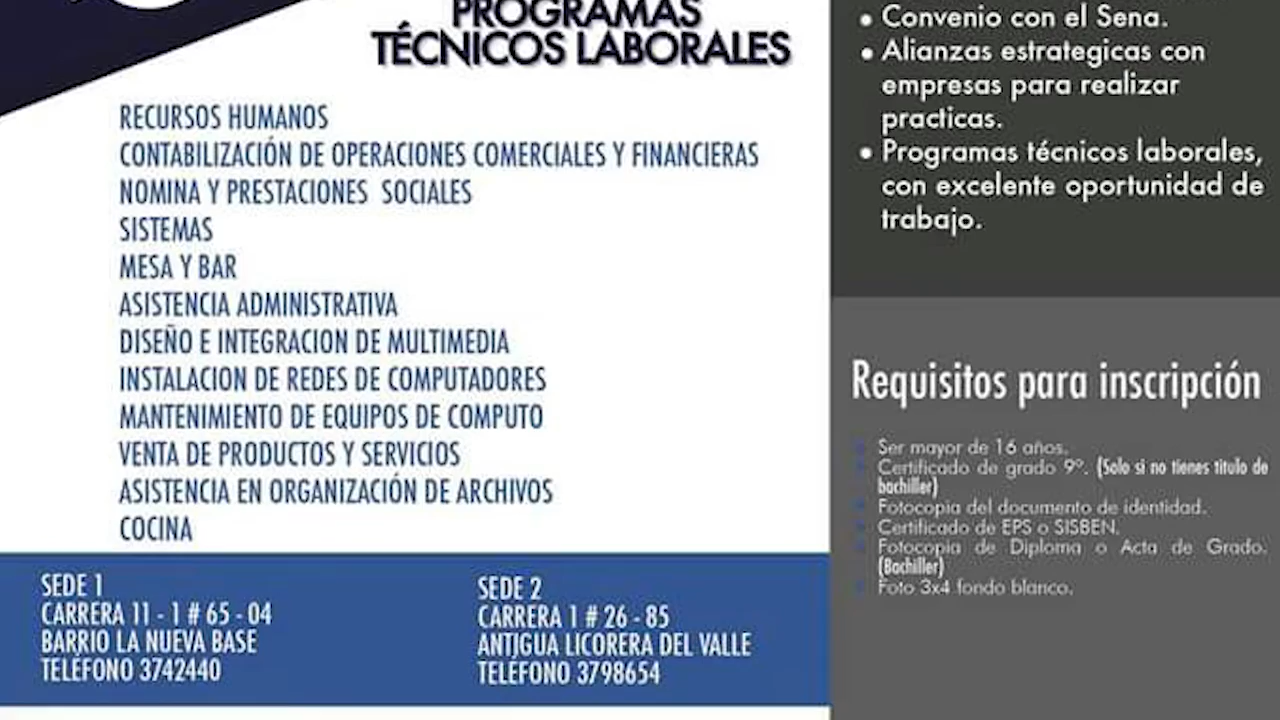 PROGRAMAS
TÉCNICOS LABORALES
RECURSOS HUMANOS
CONTABILIZACIÓN DE OPERACIONES COMERCIALES Y FINANCIERAS
NOMINA Y PRESTACIONES SOCIALES
SISTEMAS
MESA Y BAR
ASISTENCIA ADMINISTRATIVA
DISEÑO E INTEGRACION DE MULTIMEDIA
INSTALACION DE REDES DE COMPUTADORES
MANTENIMIENTO DE EQUIPOS DE COMPUTO
VENTA DE PRODUCTOS Y SERVICIOS
ASISTENCIA EN ORGANIZACIÓN DE ARCHIVOS
COCINA
SEDE 1
CARRERA 11 - 1 # 65 - 04
BARRIO LA NUEVA BASE
TELÉFONO 3742440
SEDE 2
CARRERA 1 # 26 - 85
ANTIGUA LICORERA DEL VALLE
TELÉFONO 3798654
• Convenio con el Sena.
• Alianzas estrategicas con
empresas para realizar
practicas.
• Programas técnicos laborales,
con excelente oportunidad de
trabajo.
Requisitos para inscripción
Ser mayor de 16 años.
Certificado de grado 9º. (Solo si no tienes titulo de
bachiller)
Fotocopia del documento de identidad.
Certificado de EPS o SISBEN.
Fotocopia de Diploma o Acta de Grado.
(Bachiller)
Foto 3x4 fondo blanco.